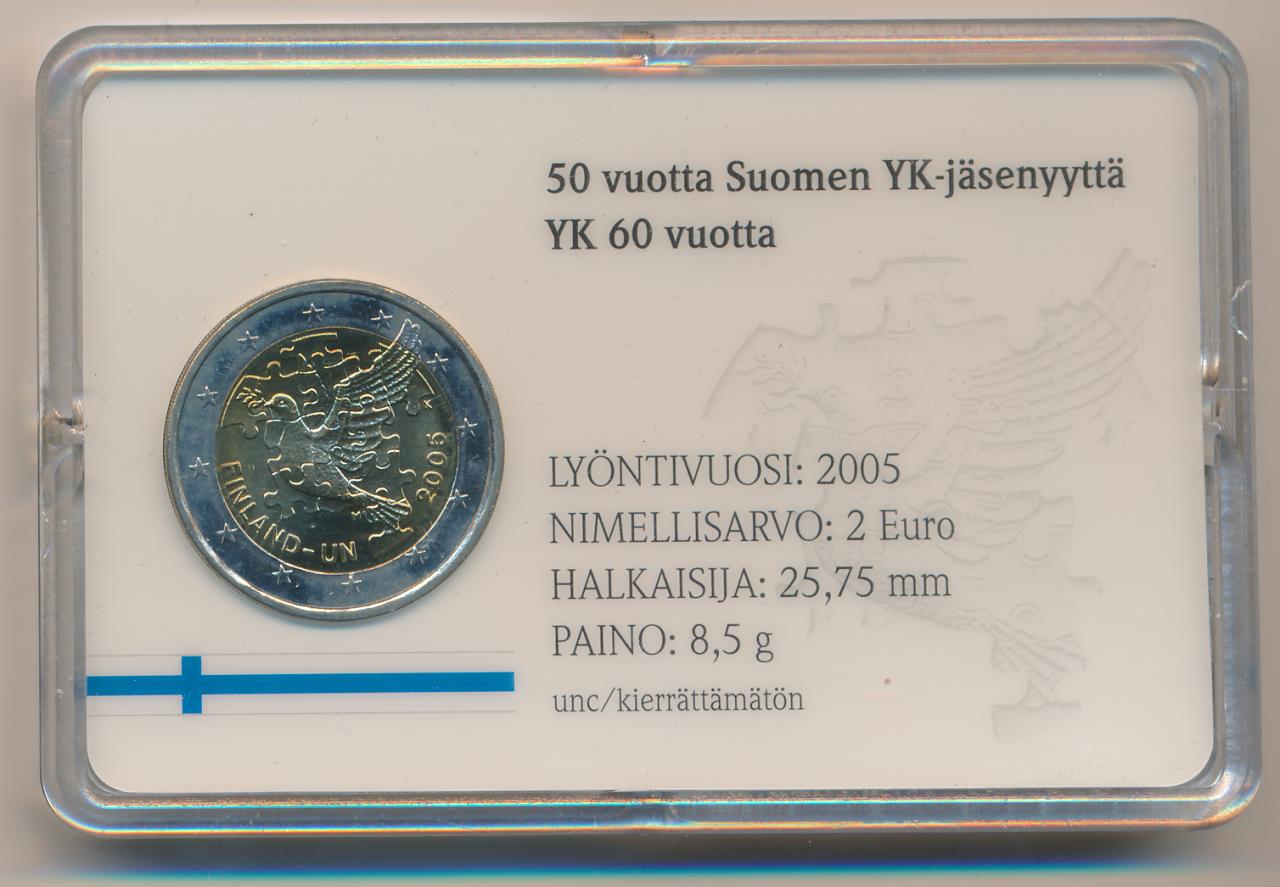 50 vuotta Suomen YK-jäsenyyttä
YK 60 vuotta
FINLAND-UN
2005
M
LYÖNTIVUOSI: 2005
NIMELLISARVO: 2 Euro
HALKAISIJA: 25,75 mm
PAINO: 8,5 g
unc/kierrättämätön